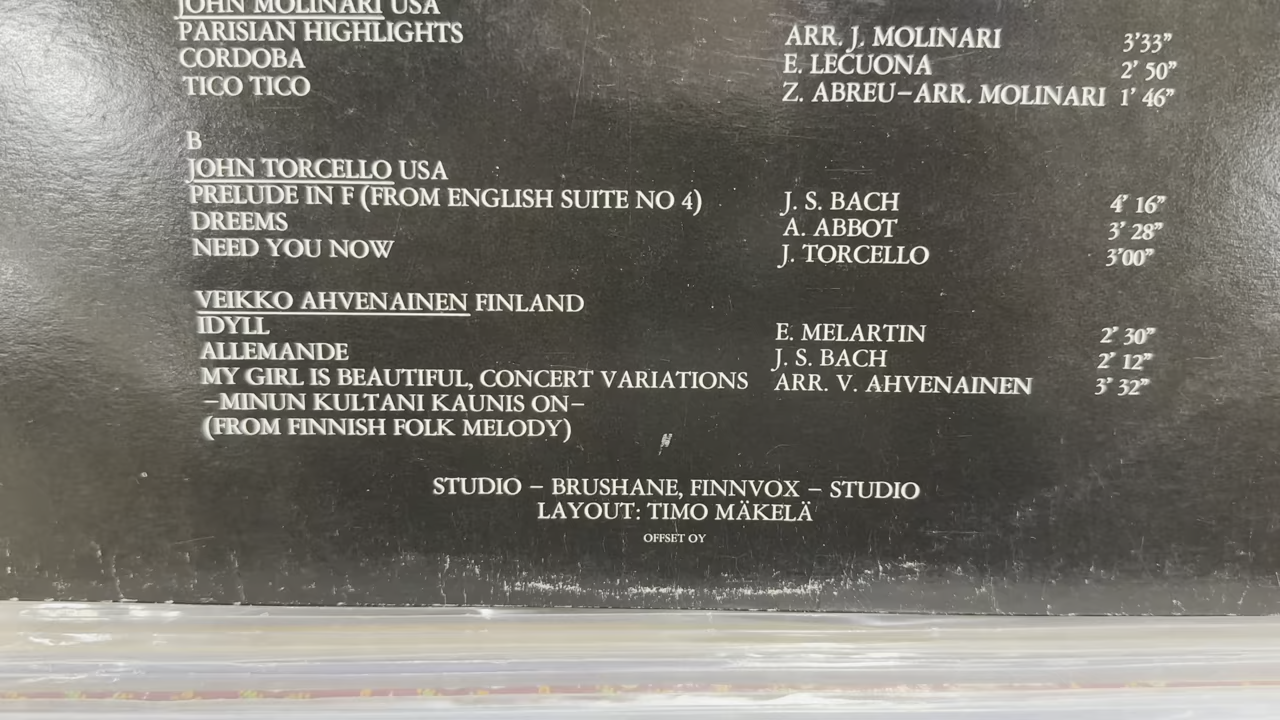 JOHN MOLINARI USA
PARISIAN HIGHLIGHTS ARR. J. MOLINARI 3'33"
CORDOBA E. LECUONA 2' 50"
TICO TICO Z. ABREU–ARR. MOLINARI 1' 46"
B
JOHN TORCELLO USA
PRELUDE IN F (FROM ENGLISH SUITE NO 4) J. S. BACH 4' 16"
DREEMS A. ABBOT 3' 28"
NEED YOU NOW J. TORCELLO 3'00"
VEIKKO AHVENAINEN FINLAND
IDYLL E. MELARTIN 2' 30"
ALLEMANDE J. S. BACH 2' 12"
MY GIRL IS BEAUTIFUL, CONCERT VARIATIONS ARR. V. AHVENAINEN 3' 32"
–MINUN KULTANI KAUNIS ON–
(FROM FINNISH FOLK MELODY)
STUDIO – BRUSHANE, FINNVOX – STUDIO
LAYOUT: TIMO MÄKELÄ
OFFSET OY